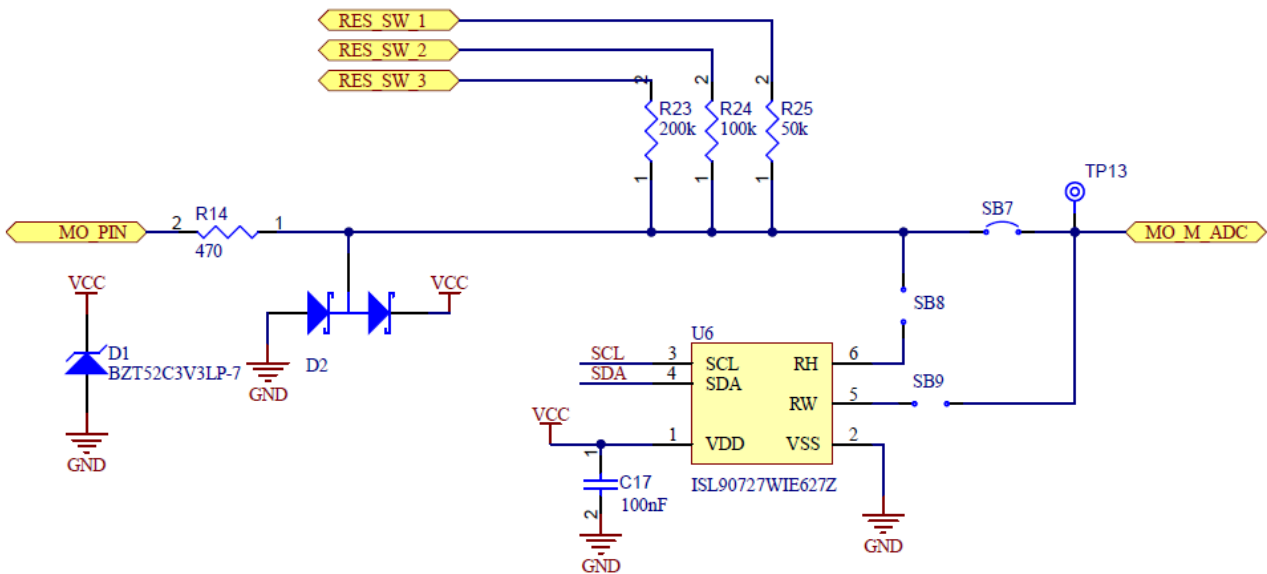 RES_SW_1
RES_SW_2
RES_SW_3
2 2 2
R23 R24 R25
200k 100k 50k
1 1 1
TP13
SB7
MO_PIN 2 R14 1 MO_M_ADC
470
VCC VCC
SB8
D1
BZT52C3V3LP-7
D2
GND
GND
U6
SCL 3 SCL RH 6
SDA 4 SDA
SB9
RW 5
VCC
1 VDD VSS 2
1
C17
100nF
2
ISL90727WIE627Z
GND
GND